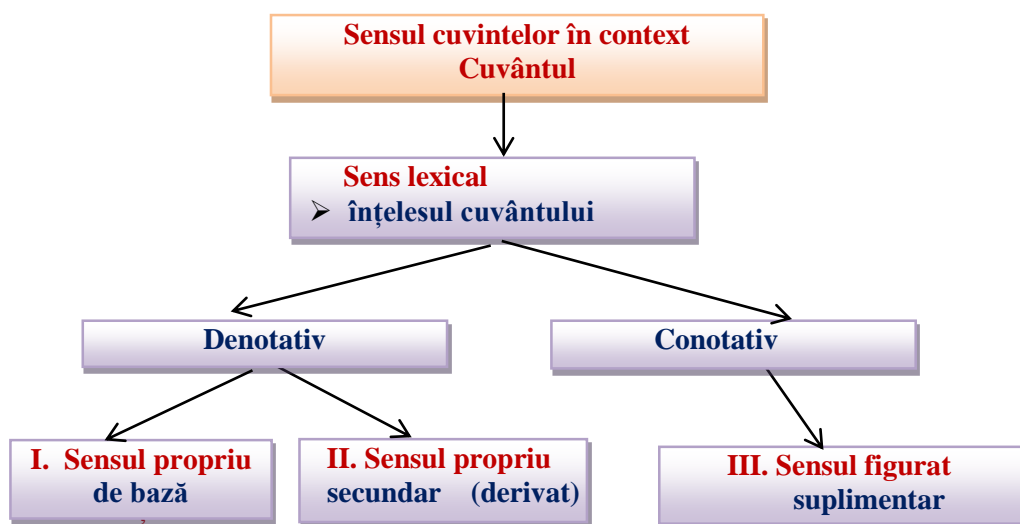 Sensul cuvintelor în context
Cuvântul
Sens lexical
➢ înțelesul cuvântului
Denotativ
Conotativ
I. Sensul propriu
de bază
II. Sensul propriu
secundar (derivat)
III. Sensul figurat
suplimentar